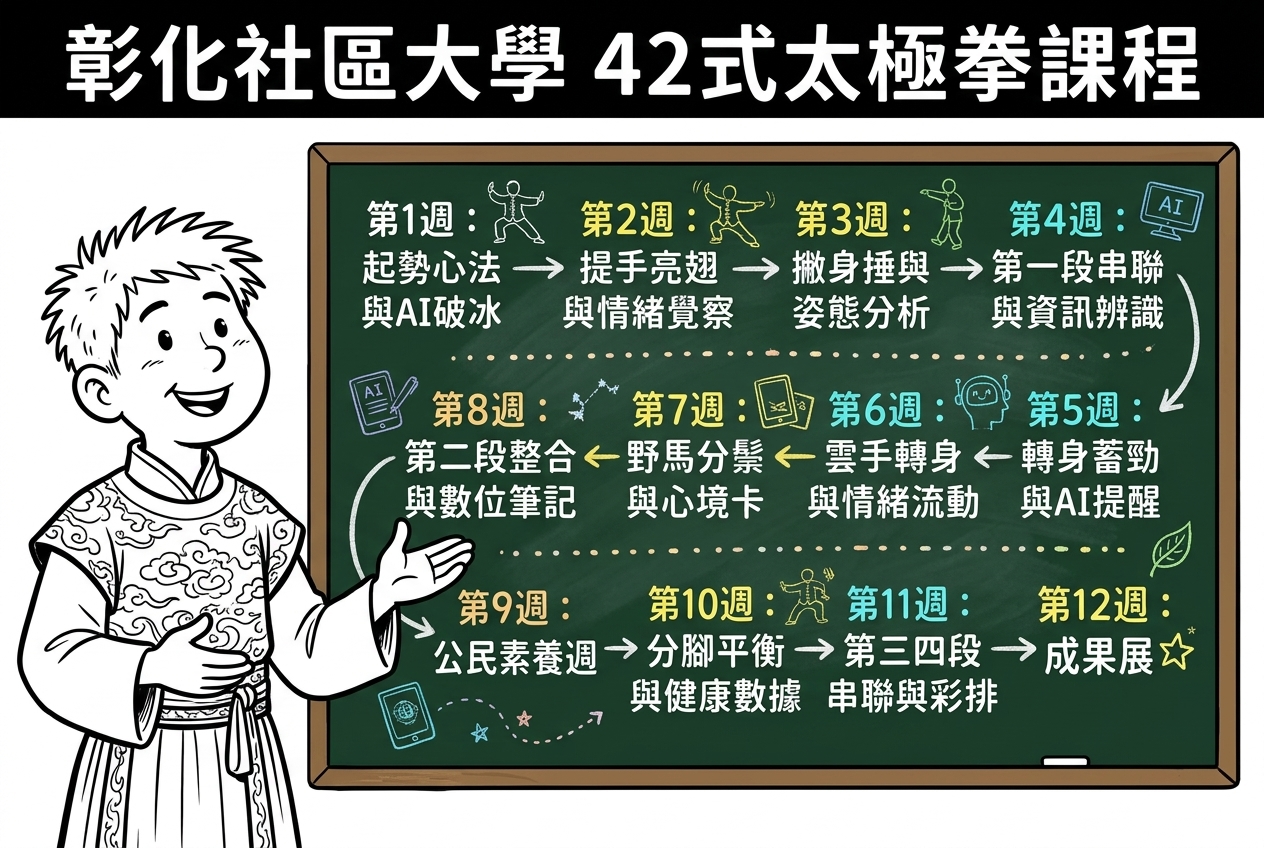 彰化社區大學 42式太極拳課程
第1週：
起勢心法
與AI破冰
第2週：
提手亮翅
與情緒覺察
第3週：
撇身捶與
姿態分析
第4週：
AI
第一段串聯
與資訊辨識
第5週：
轉身蓄勁
與AI提醒
第6週：
雲手轉身
與情緒流動
第7週：
野馬分鬃
與心境卡
AI
第8週：
第二段整合
與數位筆記
第9週：
公民素養週
第10週：
分腳平衡
與健康數據
第11週：
第三四段
串聯與彩排
第12週：
成果展